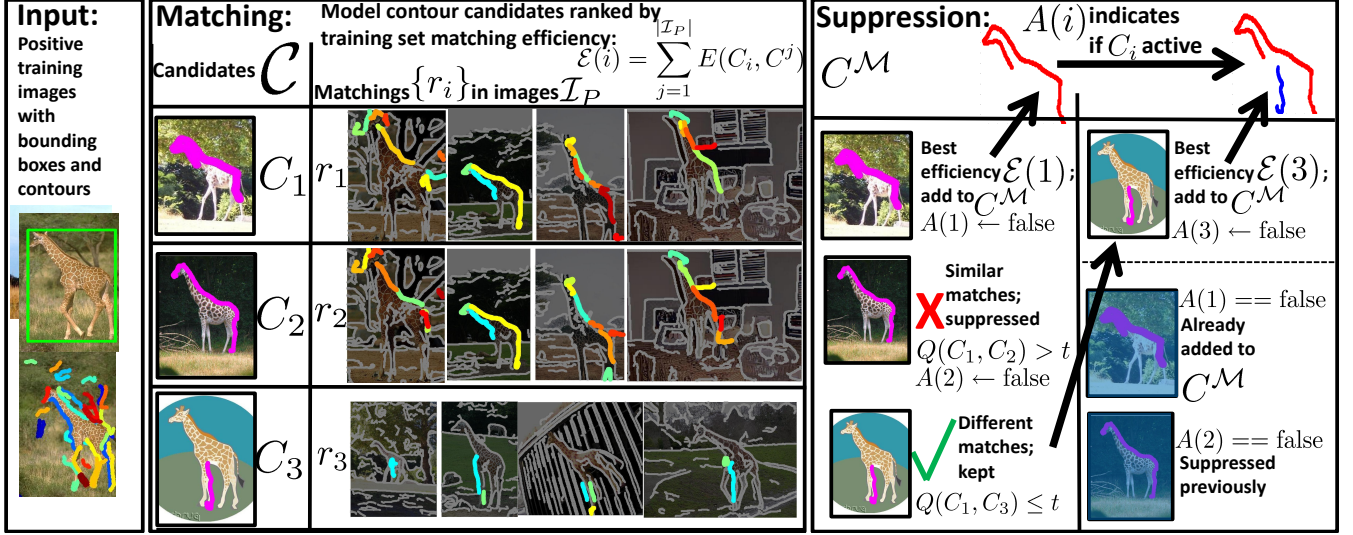 Input:
Positive
training
images
with
bounding
boxes and
contours
Matching:
Model contour candidates ranked by
training set matching efficiency:
Candidates 𝒞
ℰ(i) = ∑_{j=1}^{|ℐ_P|} E(C_i, C^j)
Matchings {r_i} in images ℐ_P
C_1 r_1
C_2 r_2
C_3 r_3
Suppression:
C^ℳ
A(i) indicates
if C_i active
Best
efficiency ℰ(1);
add to C^ℳ
A(1) ← false
Similar
matches;
X suppressed
Q(C_1, C_2) > t
A(2) ← false
Different
matches;
kept
Q(C_1, C_3) ≤ t
Best
efficiency ℰ(3);
add to C^ℳ
A(3) ← false
A(1) == false
Already
added to
C^ℳ
A(2) == false
Suppressed
previously